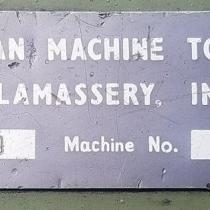 AN MACHINE TO
LAMASSERY, IN
Machine No.